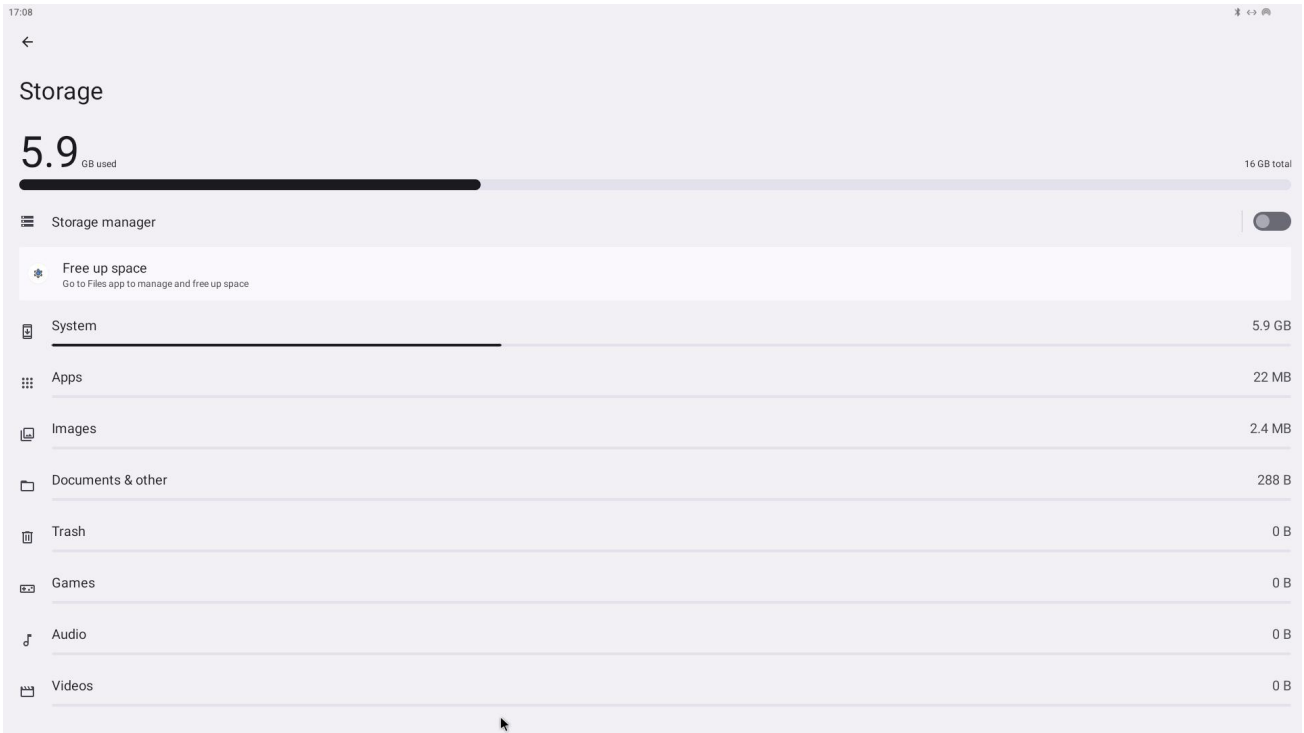 17:08
Storage
5.9 GB used
16 GB total
Storage manager
Free up space
Go to Files app to manage and free up space
System 5.9 GB
Apps 22 MB
Images 2.4 MB
Documents & other 288 B
Trash 0 B
Games 0 B
Audio 0 B
Videos 0 B